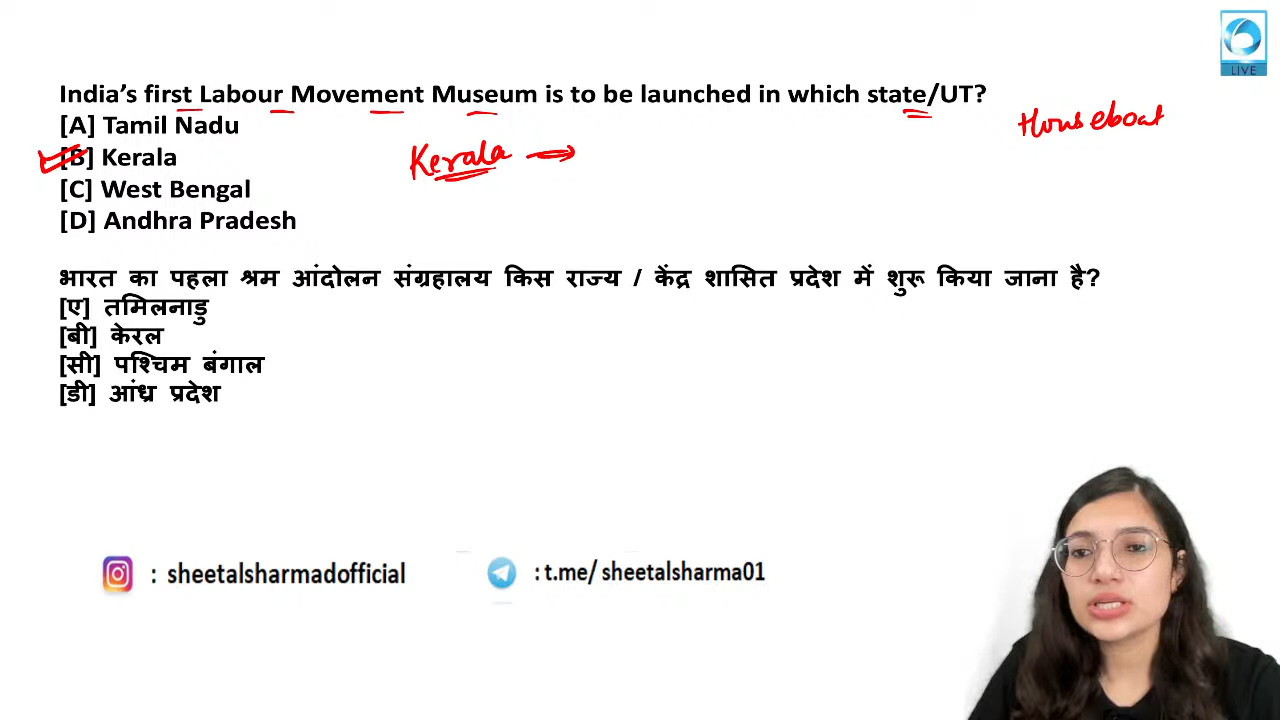 LIVE
India's first Labour Movement Museum is to be launched in which state/UT?
Houseboat
[A] Tamil Nadu
[B] Kerala
Kerala →
[C] West Bengal
[D] Andhra Pradesh
भारत का पहला श्रम आंदोलन संग्रहालय किस राज्य / केंद्र शासित प्रदेश में शुरू किया जाना है?
[ए] तमिलनाडु
[बी] केरल
[सी] पश्चिम बंगाल
[डी] आंध्र प्रदेश
: sheetalsharmadofficial
: t.me/ sheetalsharma01